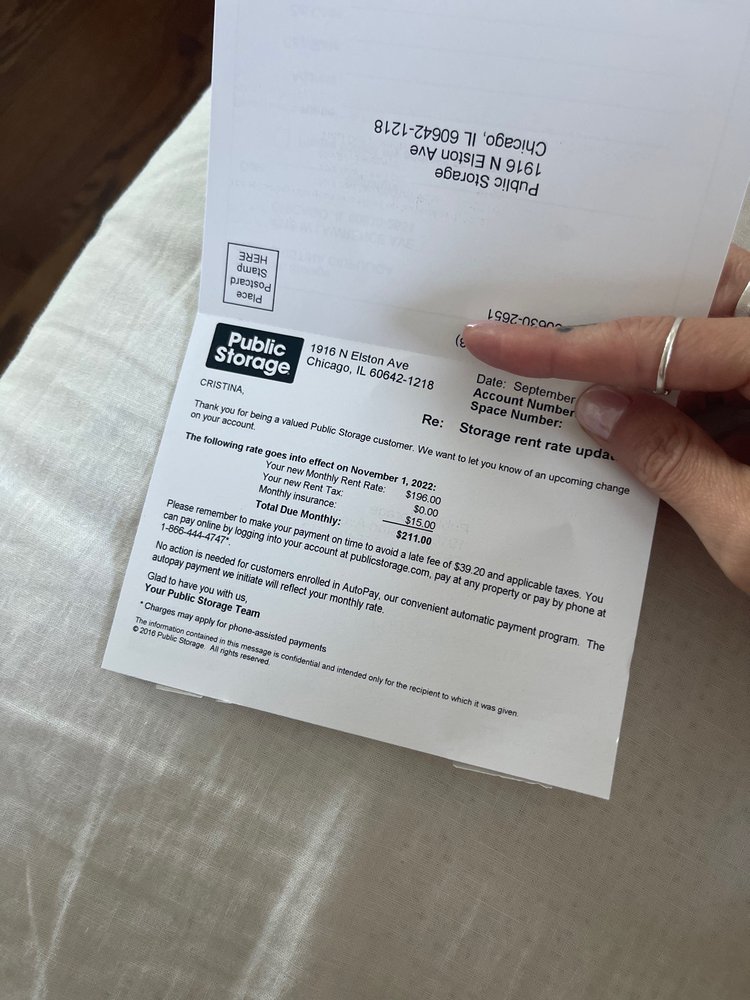 Public Storage
1916 N Elston Ave
Chicago, IL 60642-1218
Place
Postcard
Stamp
HERE
60630-2651
Public
Storage
1916 N Elston Ave
Chicago, IL 60642-1218
Date: September
Account Number
Space Number:
CRISTINA,
Re: Storage rent rate
Thank you for being a valued Public Storage customer. We want to let you know of an upcoming change
on your account.
The following rate goes into effect on November 1, 2022:
Your new Monthly Rent Rate: $196.00
Your new Rent Tax: $0.00
Monthly insurance: $15.00
Total Due Monthly: $211.00
Please remember to make your payment on time to avoid a late fee of $39.20 and applicable taxes. You
can pay online by logging into your account at publicstorage.com, pay at any property or pay by phone at
1-866-444-4747*.
No action is needed for customers enrolled in AutoPay, our convenient automatic payment program. The
autopay payment we initiate will reflect your monthly rate.
Glad to have you with us,
Your Public Storage Team
* Charges may apply for phone-assisted payments
The information contained in this message is confidential and intended only for the recipient to which it was given.
© 2016 Public Storage. All rights reserved.